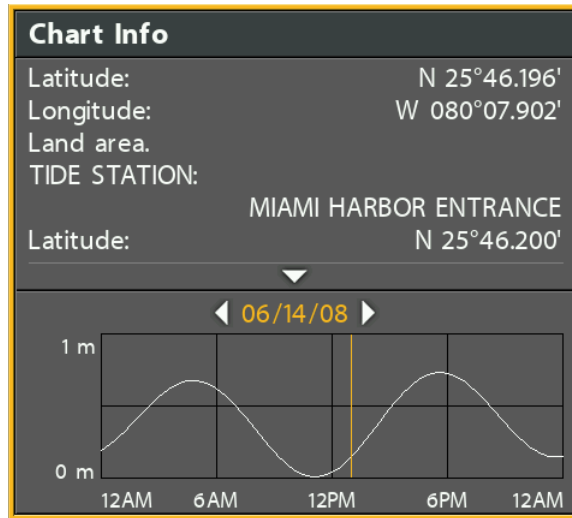 Chart Info
Latitude: N 25°46.196'
Longitude: W 080°07.902'
Land area.
TIDE STATION:
MIAMI HARBOR ENTRANCE
Latitude: N 25°46.200'
06/14/08
1 m
0 m
12AM 6AM 12PM 6PM 12AM